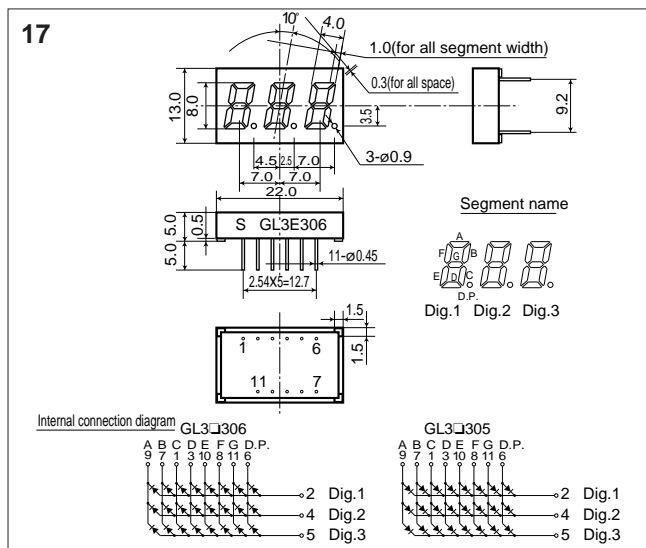 17
10°
4.0
1.0(for all segment width)
0.3(for all space)
13.0
8.0
3.5
9.2
3-ø0.9
4.5 2.5 7.0
7.0 7.0
22.0
Segment name
5.0
0.5
5.0
S GL3E306
11-ø0.45
2.54X5=12.7
A
F G B
E D C
D.P.
Dig.1 Dig.2 Dig.3
1.5
1.5
1 6
11 7
Internal connection diagram
GL3□306
A B C D E F G D.P.
9 7 1 3 10 8 11 6
2 Dig.1
4 Dig.2
5 Dig.3
GL3□305
A B C D E F G D.P.
9 7 1 3 10 8 11 6
2 Dig.1
4 Dig.2
5 Dig.3